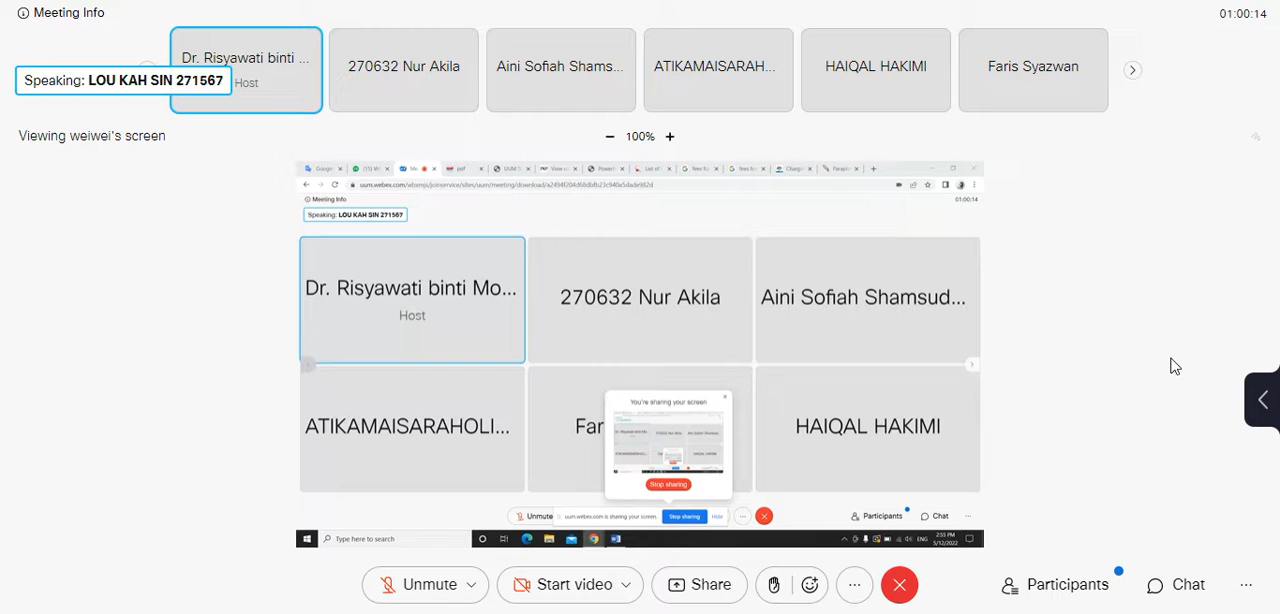 Meeting Info
01:00:14
Dr. Risyawati binti ...
Host
270632 Nur Akila
Aini Sofiah Shams...
ATIKAMAISARAH...
HAIQAL HAKIMI
Faris Syazwan
Speaking: LOU KAH SIN 271567
Viewing weiwei's screen
100%
Meeting Info
01:00:14
Speaking: LOU KAH SIN 271567
Dr. Risyawati binti Mo...
Host
270632 Nur Akila
Aini Sofiah Shamsud...
ATIKAMAISARAHOLI...
Far
HAIQAL HAKIMI
You're sharing your screen
Stop sharing
Unmute
uum.webex.com is sharing your screen.
Stop sharing
Hide
Participants
Chat
Type here to search
ENG
2:55 PM
5/12/2022
Unmute
Start video
Share
Participants
Chat